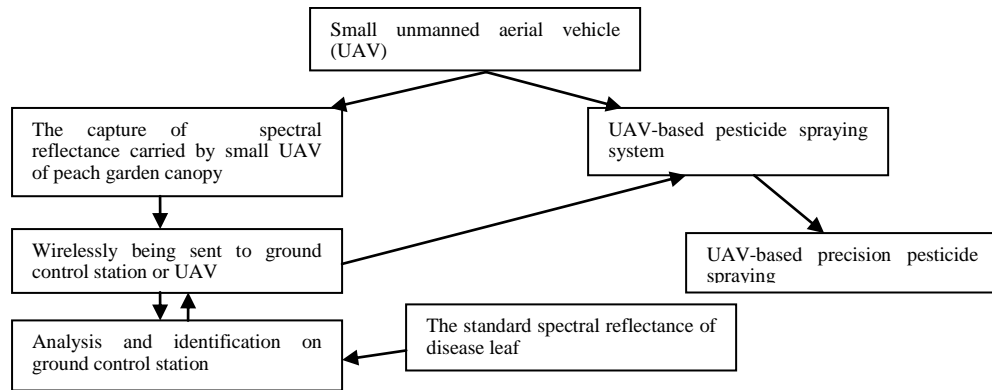 Small unmanned aerial vehicle
(UAV)
The capture of spectral
reflectance carried by small UAV
of peach garden canopy
UAV-based pesticide spraying
system
Wirelessly being sent to ground
control station or UAV
UAV-based precision pesticide
spraying
Analysis and identification on
ground control station
The standard spectral reflectance of
disease leaf